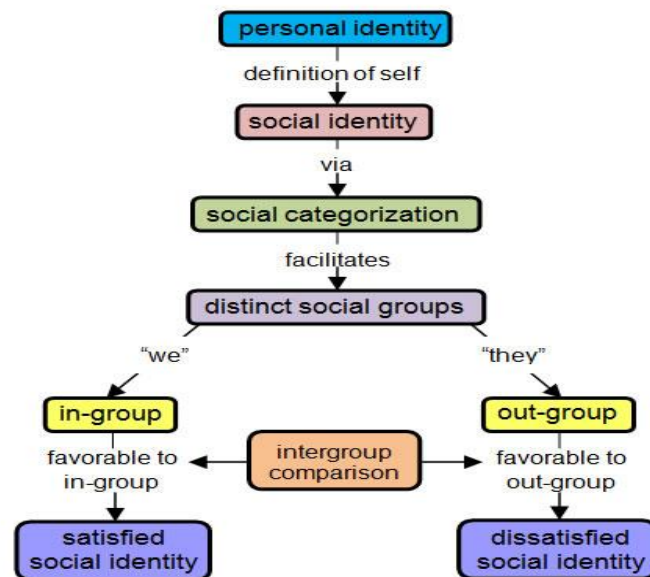 personal identity
definition of self
social identity
via
social categorization
facilitates
distinct social groups
“we”
“they”
in-group
out-group
favorable to
in-group
intergroup
comparison
favorable to
out-group
satisfied
social identity
dissatisfied
social identity